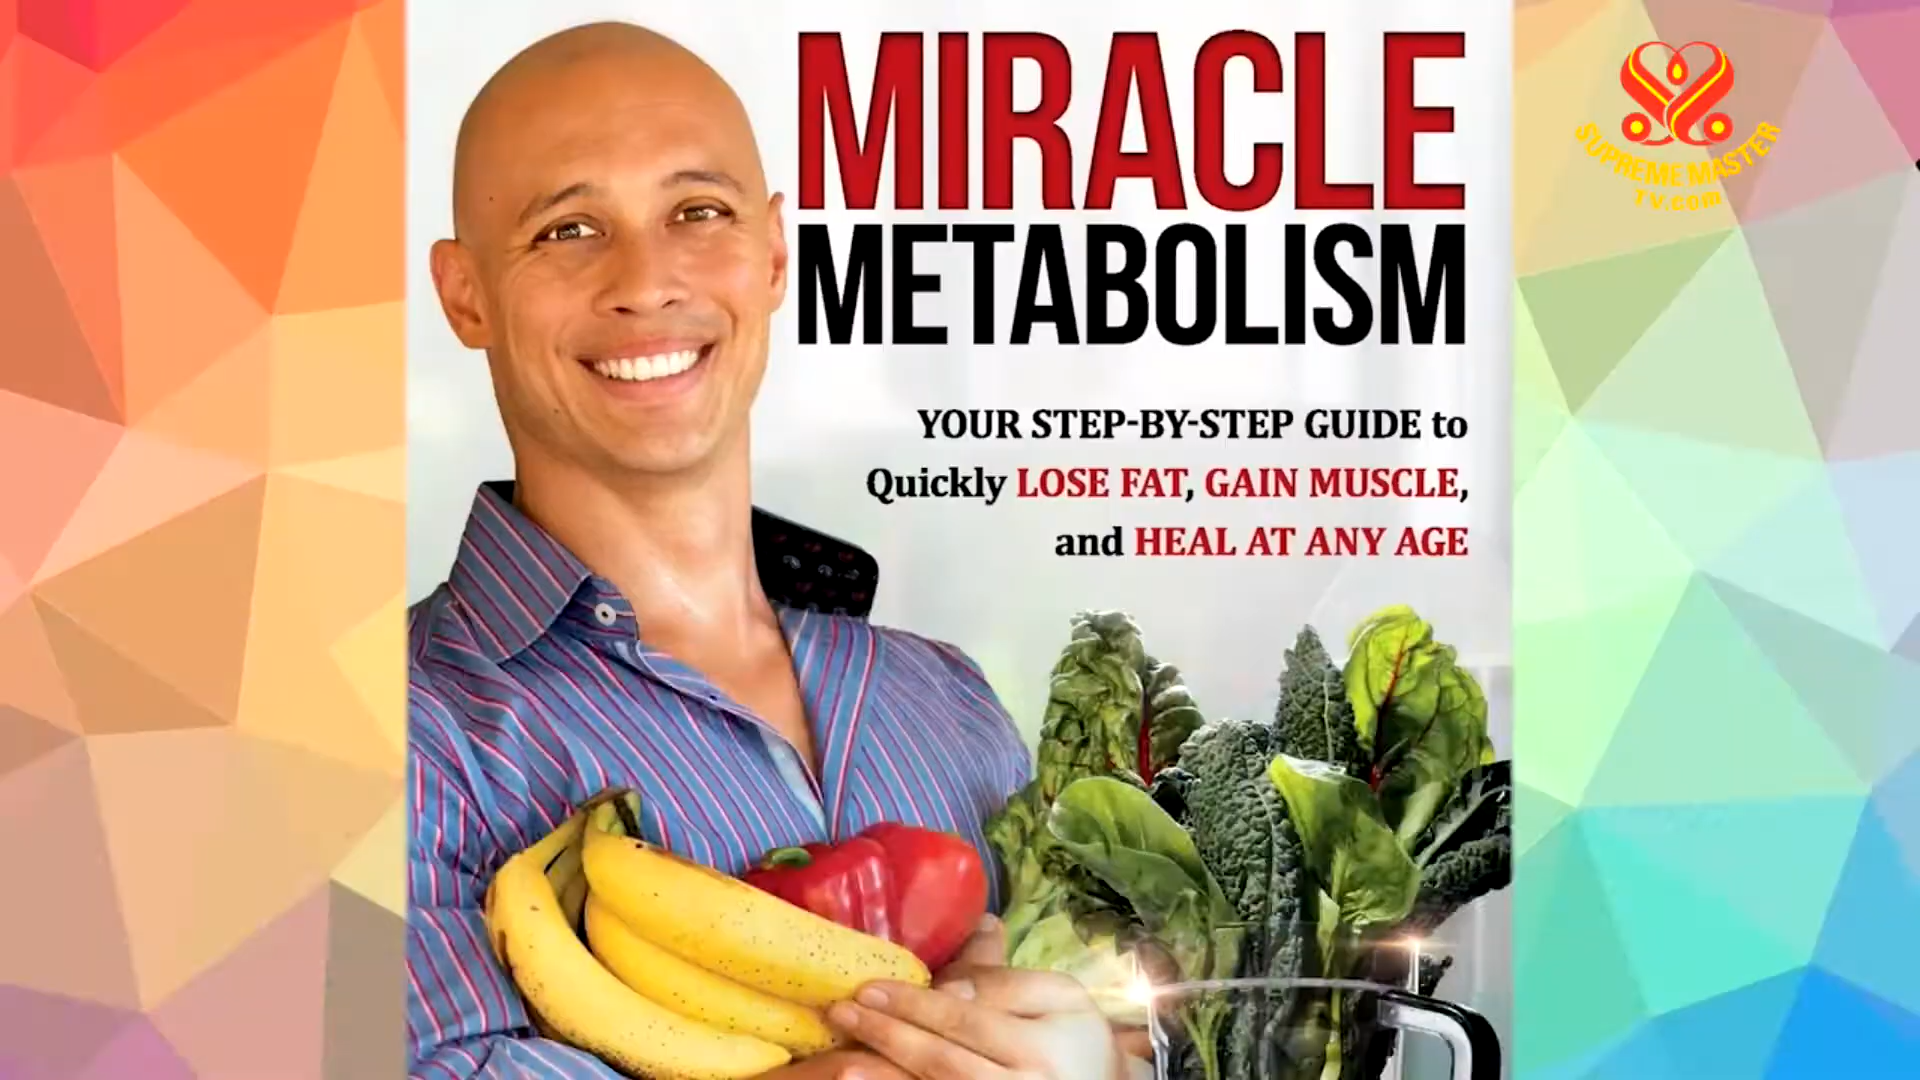 MIRACLE
METABOLISM
YOUR STEP-BY-STEP GUIDE to
Quickly LOSE FAT, GAIN MUSCLE,
and HEAL AT ANY AGE
SUPREME MASTER
TV.com